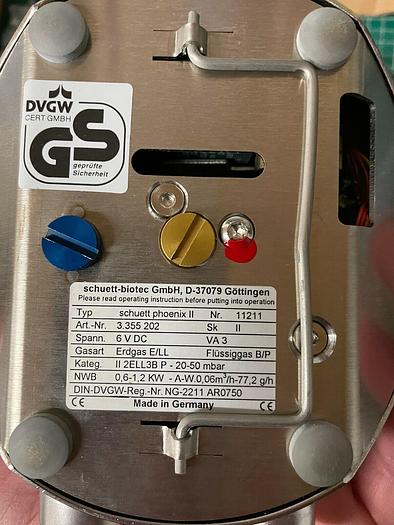 DVGW
CERT GMBH
GS
geprüfte
Sicherheit
schuett-biotec GmbH, D-37079 Göttingen
Please read operating instruction before putting into operation
Typ schuett phoenix II Nr. 11211
Art.-Nr. 3.355 202 Sk II
Spann. 6 V DC VA 3
Gasart Erdgas E/LL Flüssiggas B/P
Kateg. II 2ELL3B P - 20-50 mbar
NWB 0,6-1,2 KW - A-W.0,06m³/h-77,2 g/h
DIN-DVGW-Reg.-Nr. NG-2211 AR0750
CE Made in Germany CE